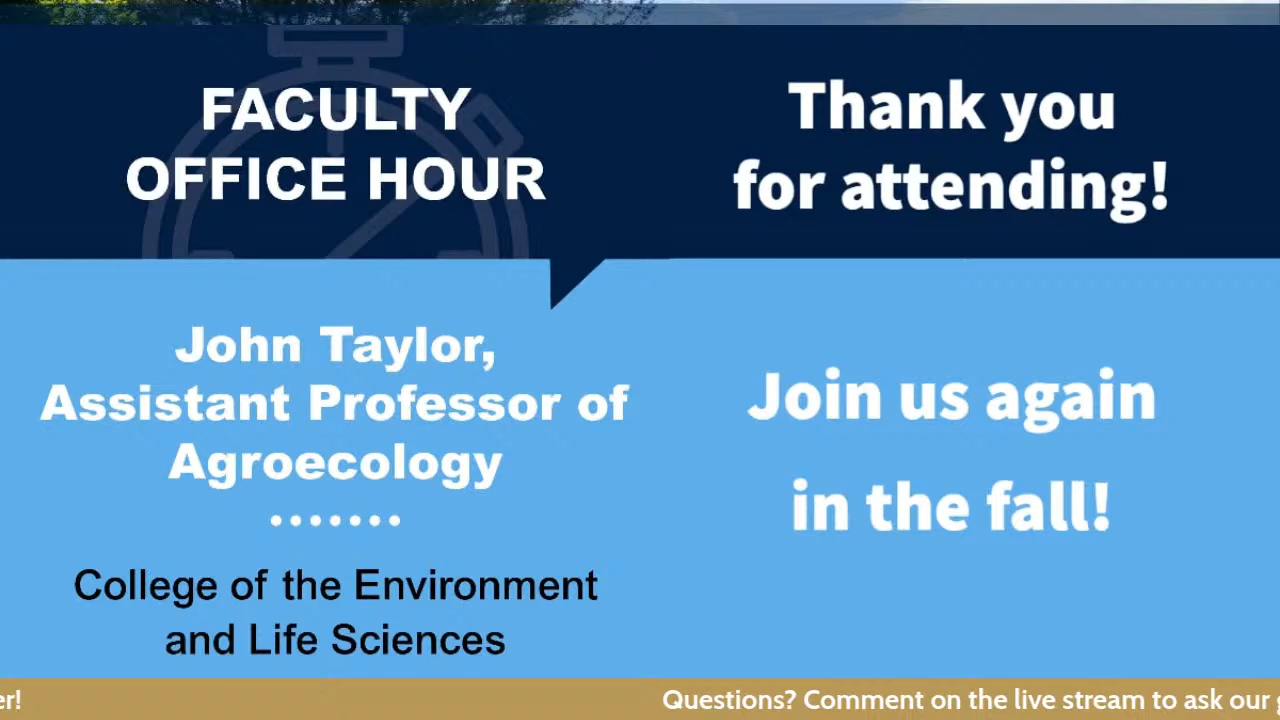 FACULTY
OFFICE HOUR
Thank you
for attending!
John Taylor,
Assistant Professor of
Agroecology
College of the Environment
and Life Sciences
Join us again
in the fall!
Questions? Comment on the live stream to ask our